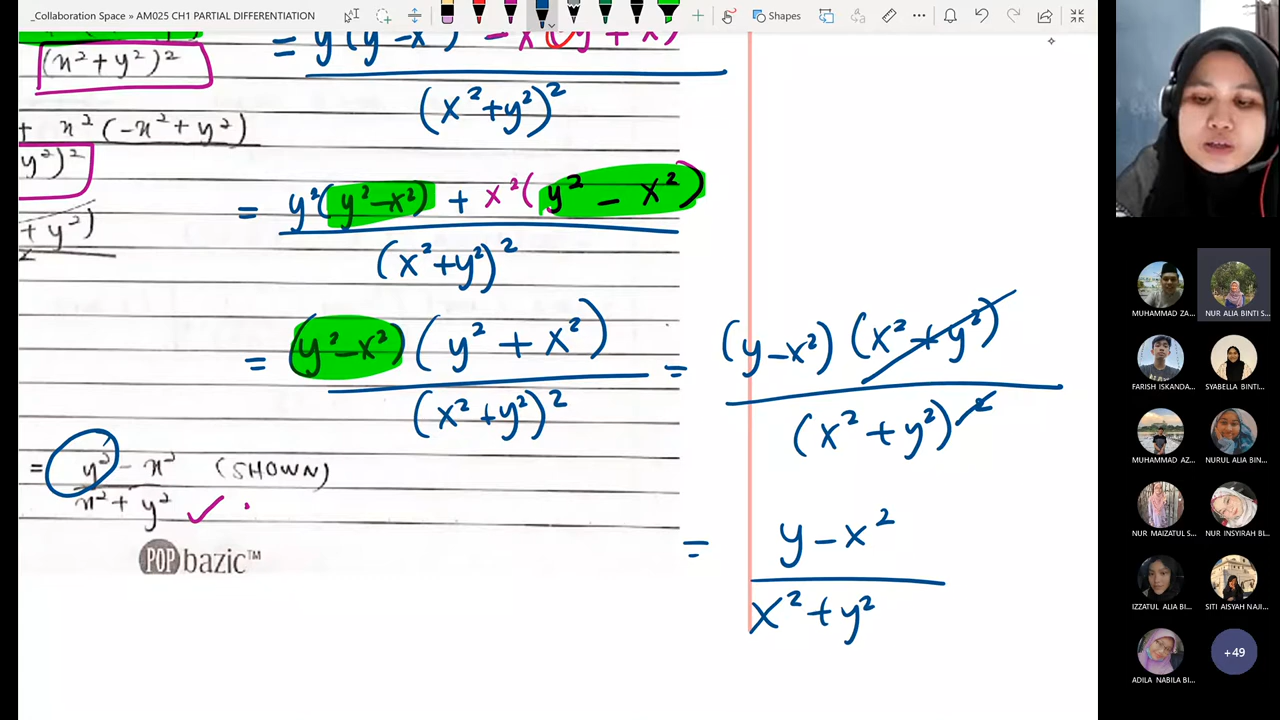 _Collaboration Space » AM025 CH1 PARTIAL DIFFERENTIATION
Shapes
(x²+y²)²
+ x²(-x²+y²)
y²)²
+y²)
(x²+y²)²
= y²(y²-x²) + x²(y² - x²)
(x²+y²)²
= (y²-x²)(y² + x²)
(x²+y²)²
= (y-x²)(x²+y²)
(x²+y²)²
= y²-x² (SHOWN)
x²+y²
= y-x²
x²+y²
POPbazic™
MUHAMMAD ZA...
NUR ALIA BINTI S...
FARISH ISKANDA...
SYABELLA BINTI...
MUHAMMAD AZ...
NURUL ALIA BIN...
NUR MAIZATUL S...
NUR INSYIRAH BI...
IZZATUL ALIA BI...
SITI AISYAH NAJI...
ADILA NABILA BI...
+49